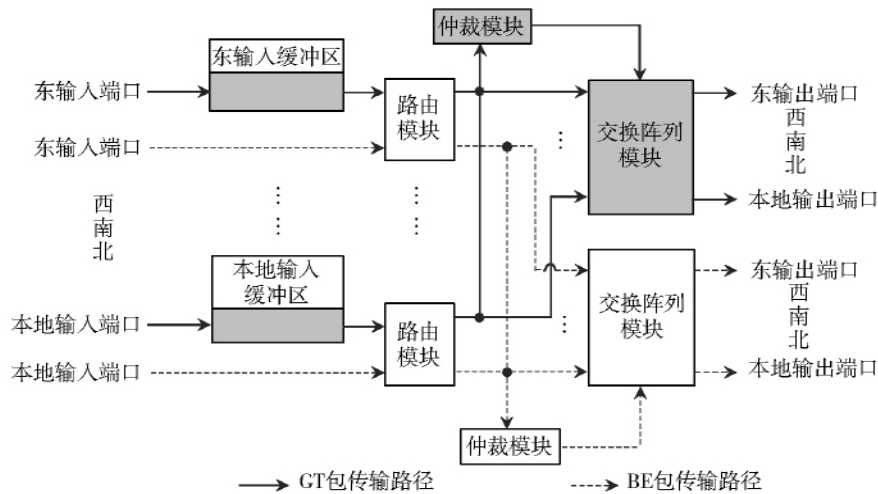 仲裁模块
东输入缓冲区
东输入端口
路由
模块
东输入端口
交换阵列
模块
东输出端口
西
南
北
本地输出端口
西
南
北
本地输入
缓冲区
本地输入端口
路由
模块
本地输入端口
交换阵列
模块
东输出端口
西
南
北
本地输出端口
仲裁模块
GT包传输路径
BE包传输路径